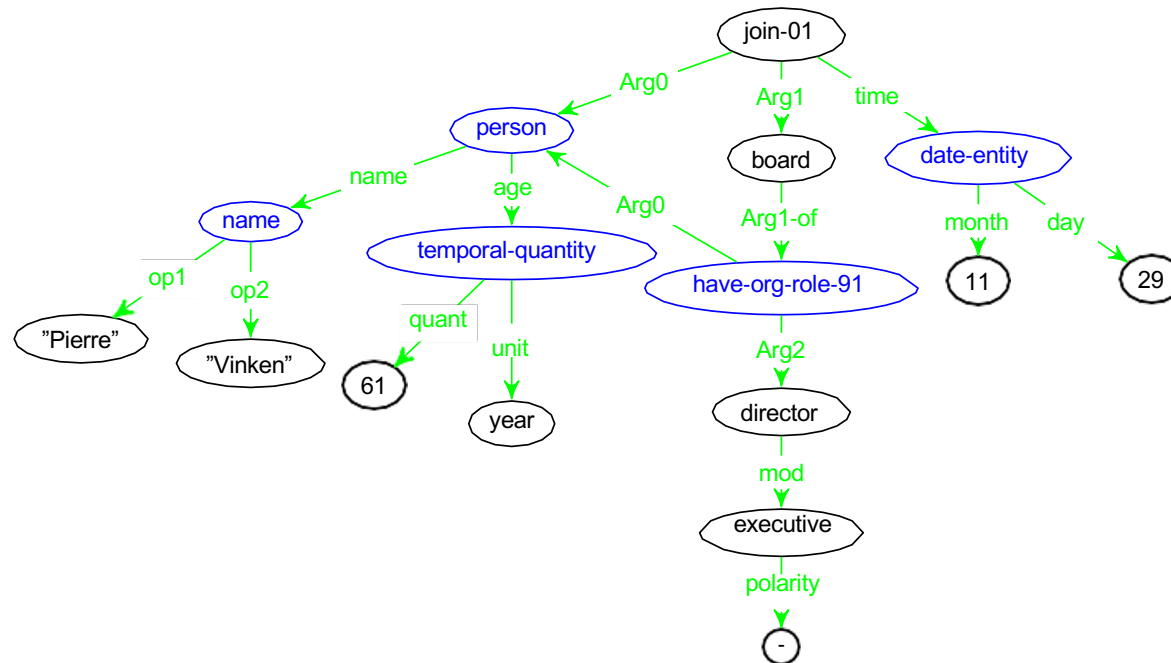 join-01
Arg0
Arg1
time
person
board
date-entity
name
age
Arg0
Arg1-of
month
day
name
temporal-quantity
have-org-role-91
11
29
op1
op2
quant
unit
Arg2
”Pierre”
”Vinken”
61
year
director
mod
executive
polarity
-